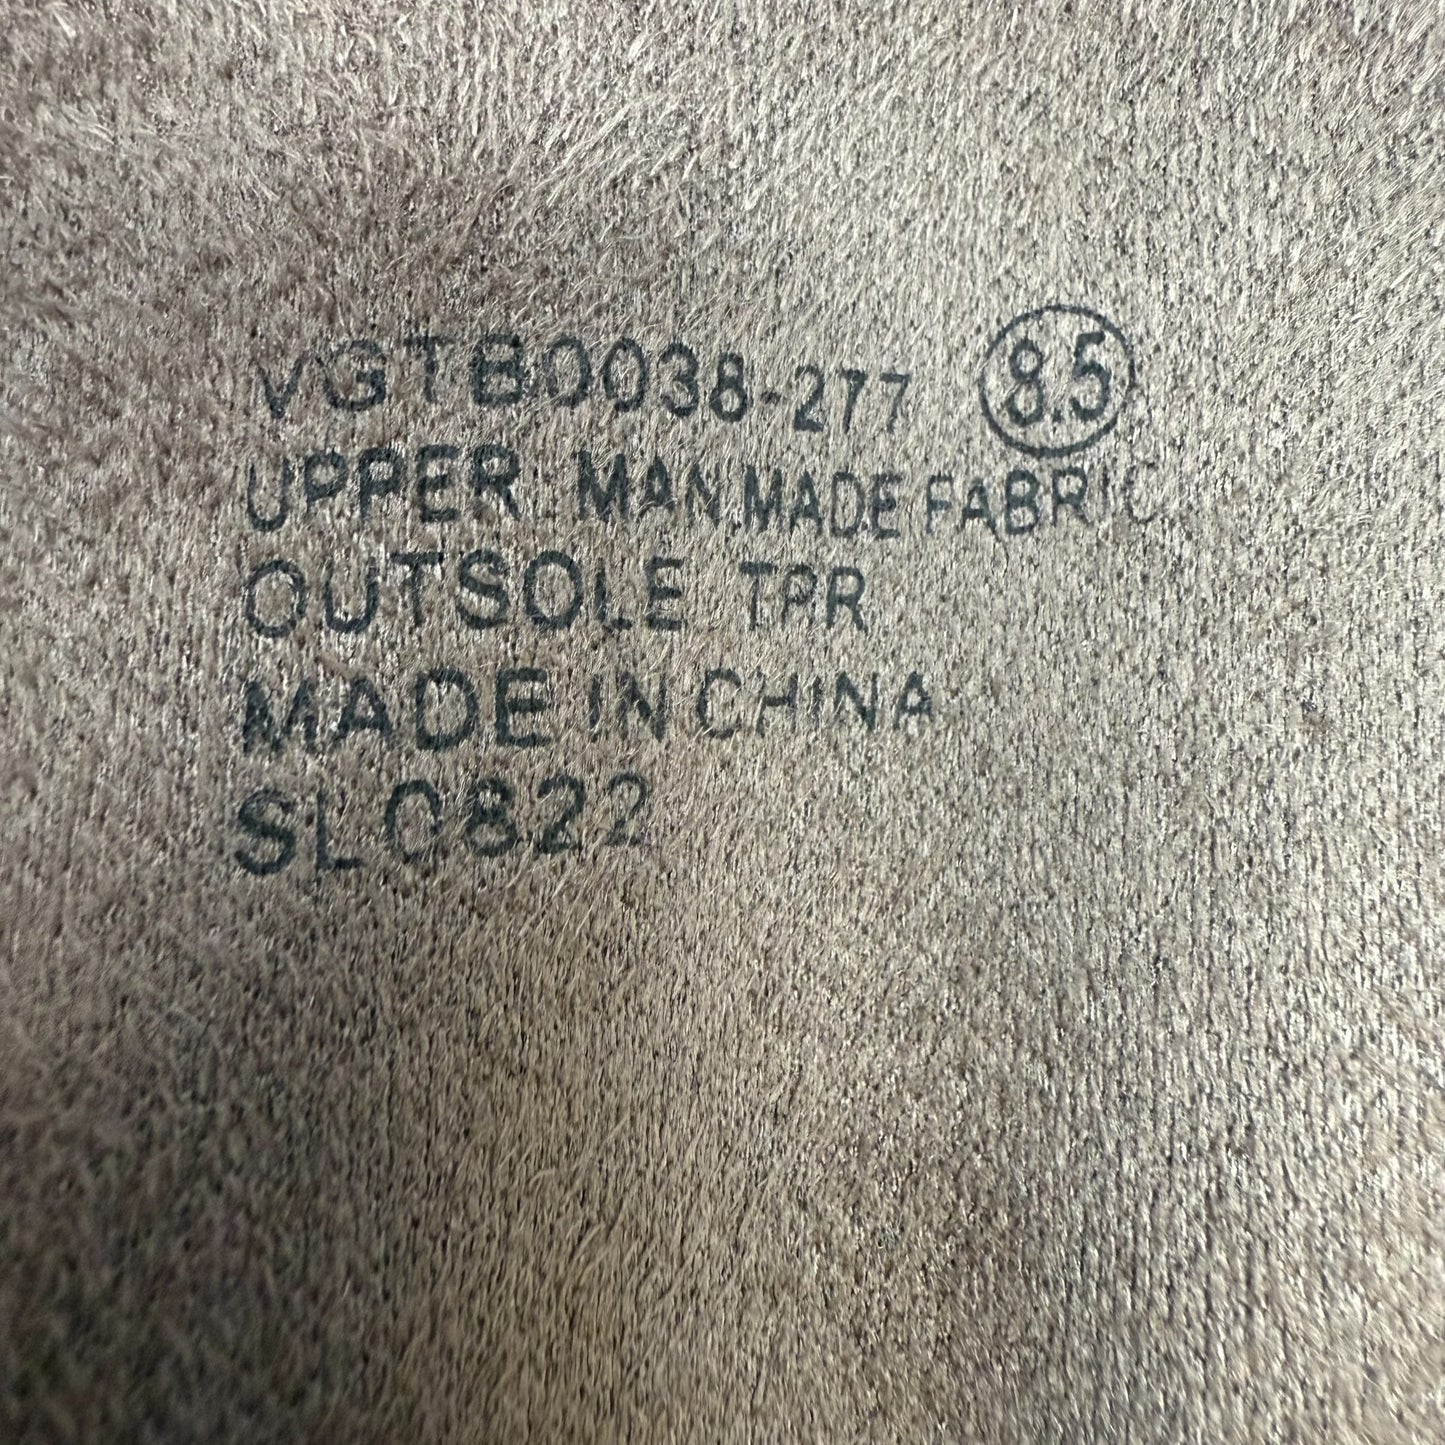 VGTB0038-277 8.5
UPPER MAN MADE FABRIC
OUTSOLE TPR
MADE IN CHINA
SL0822